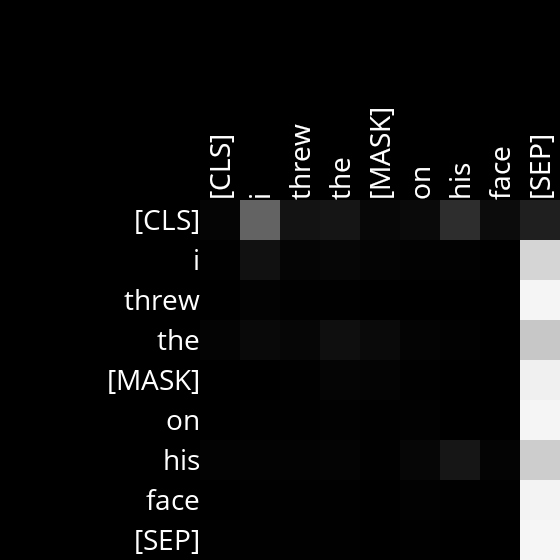 [CLS] i threw the [MASK] on his face [SEP]
[CLS]
i
threw
the
[MASK]
on
his
face
[SEP]